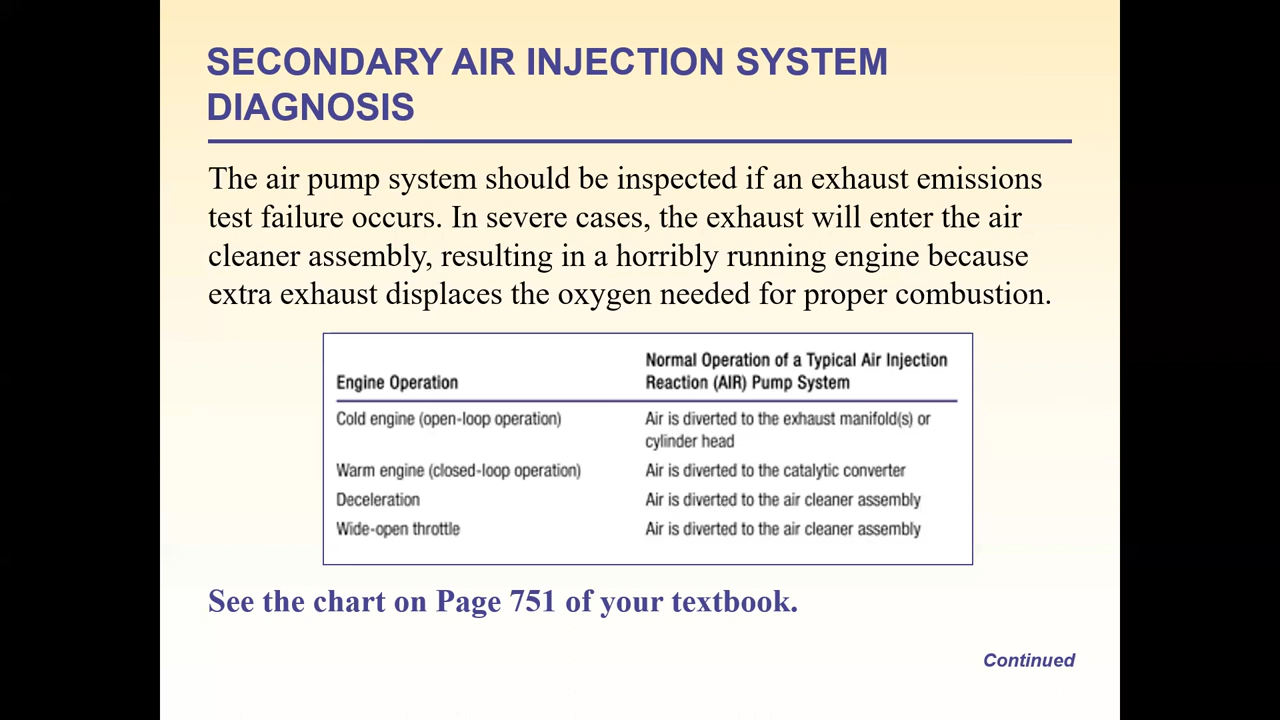 SECONDARY AIR INJECTION SYSTEM
DIAGNOSIS
The air pump system should be inspected if an exhaust emissions
test failure occurs. In severe cases, the exhaust will enter the air
cleaner assembly, resulting in a horribly running engine because
extra exhaust displaces the oxygen needed for proper combustion.
Normal Operation of a Typical Air Injection
Engine Operation Reaction (AIR) Pump System
Cold engine (open-loop operation) Air is diverted to the exhaust manifold(s) or
cylinder head
Warm engine (closed-loop operation) Air is diverted to the catalytic converter
Deceleration Air is diverted to the air cleaner assembly
Wide-open throttle Air is diverted to the air cleaner assembly
See the chart on Page 751 of your textbook.
Continued